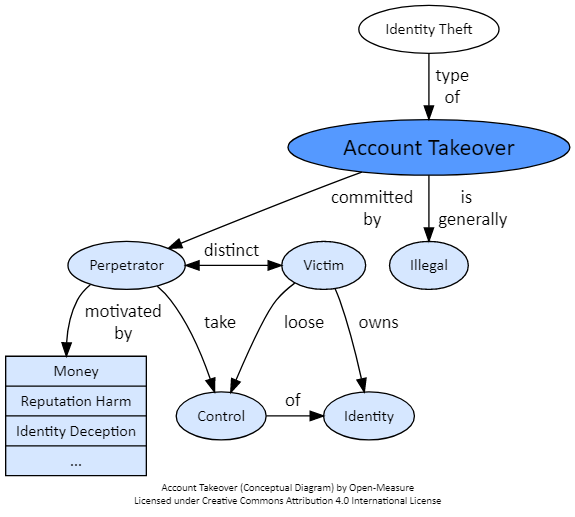 Identity Theft
type
of
Account Takeover
committed
by
is
generally
Perpetrator
distinct
Victim
Illegal
motivated
by
take
loose
owns
Money
Reputation Harm
Identity Deception
...
Control
of
Identity
Account Takeover (Conceptual Diagram) by Open-Measure
Licensed under Creative Commons Attribution 4.0 International License